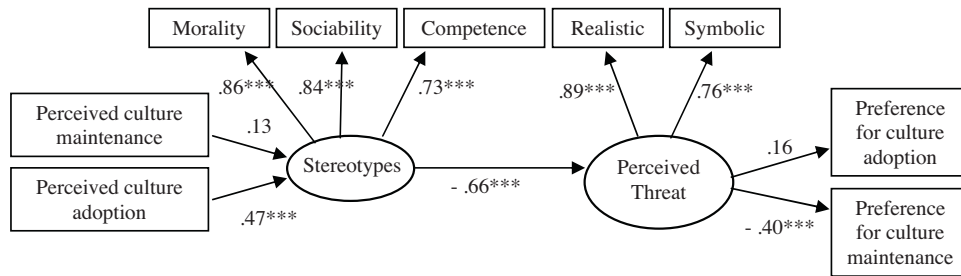 Morality
Sociability
Competence
Realistic
Symbolic
.86***
.84***
.73***
.89***
.76***
Perceived culture
maintenance
.13
Perceived culture
adoption
.47***
Stereotypes
- .66***
Perceived
Threat
.16
- .40***
Preference
for culture
adoption
Preference
for culture
maintenance